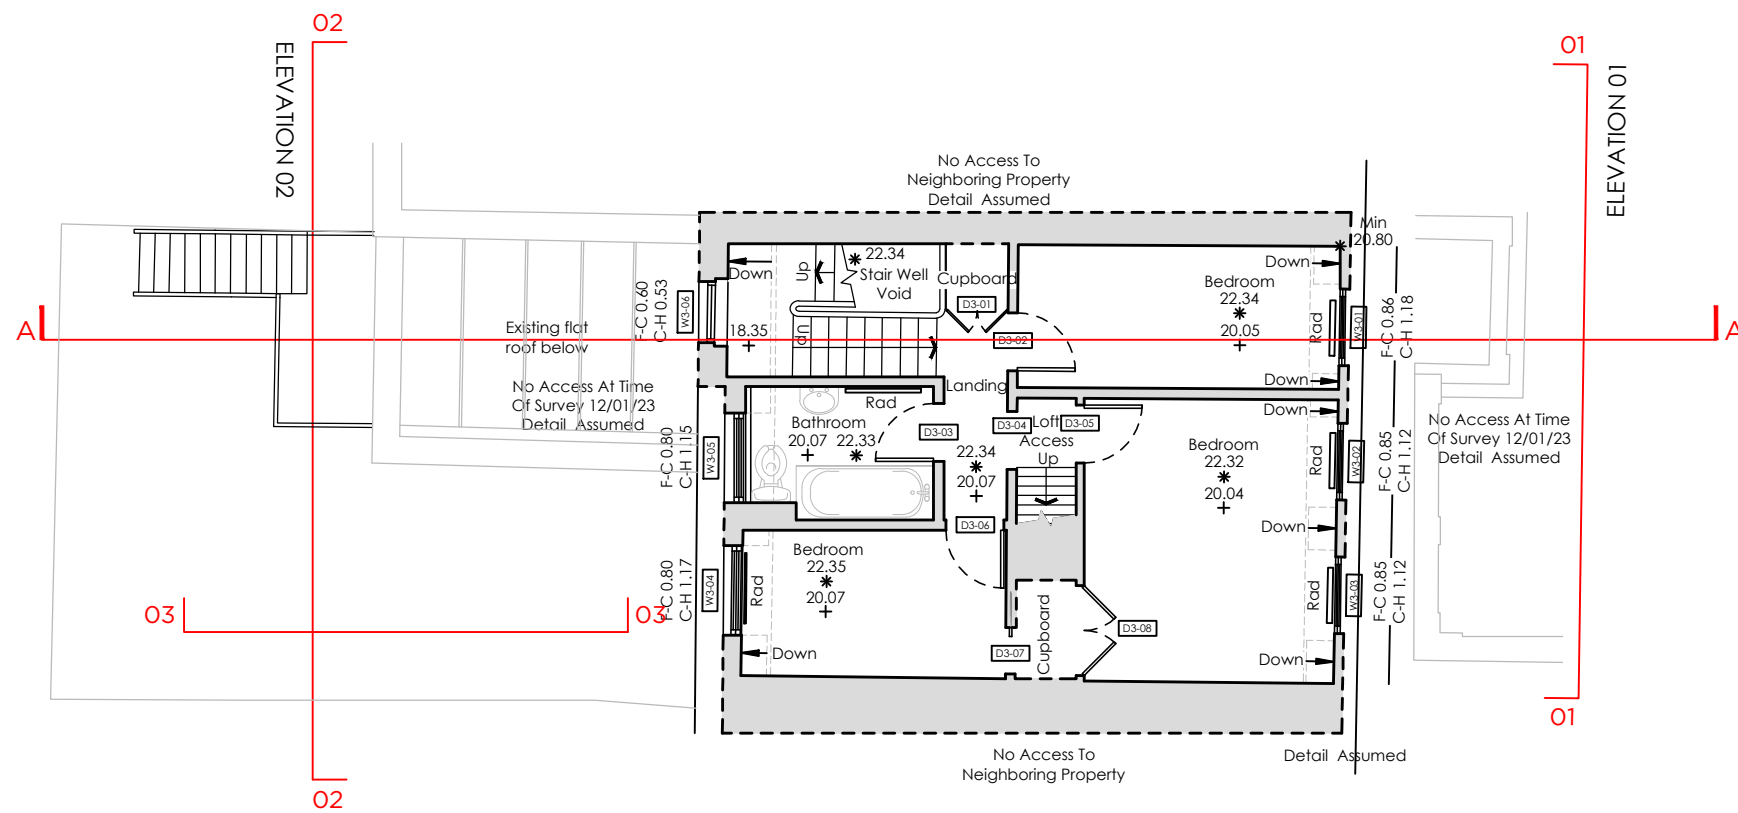 02
01
ELEVATION 02
ELEVATION 01
No Access To
Neighboring Property
Detail Assumed
Min
20.80
22.34
Stair Well
Void
Down
Up
Cupboard
D3-01
Down
Bedroom
22.34
20.05
Rad
W3-01
F-C 0.86
C-H 1.18
F-C 0.60
C-H 0.53
W3-06
18.35
Up
D3-02
A
A
Existing flat
roof below
No Access At Time
Of Survey 12/01/23
Detail Assumed
Landing
Down
Down
Rad
Bathroom
20.07 22.33
D3-03
D3-04
Loft
Access
Up
D3-05
F-C 0.80
C-H 1.15
W3-05
22.34
20.07
Bedroom
22.32
20.04
Rad
W3-02
F-C 0.85
C-H 1.12
No Access At Time
Of Survey 12/01/23
Detail Assumed
D3-06
Down
Bedroom
22.35
20.07
Rad
W3-04
F-C 0.80
C-H 1.17
03
03
Down
D3-07
Cupboard
D3-08
Rad
W3-03
F-C 0.85
C-H 1.12
Down
No Access To
Neighboring Property
Detail Assumed
01
02